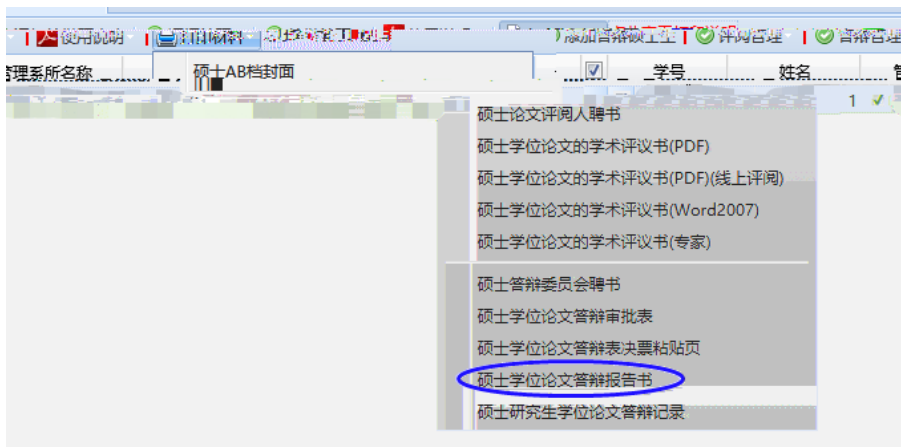 使用说明 打印材料 添加答辩硕士生 评阅管理 答辩管理
管理系所名称 硕士AB档封面 学号 姓名
1
硕士论文评阅人聘书
硕士学位论文的学术评议书(PDF)
硕士学位论文的学术评议书(PDF)(线上评阅)
硕士学位论文的学术评议书(Word2007)
硕士学位论文的学术评议书(专家)
硕士答辩委员会聘书
硕士学位论文答辩审批表
硕士学位论文答辩表决票粘贴页
硕士学位论文答辩报告书
硕士研究生学位论文答辩记录